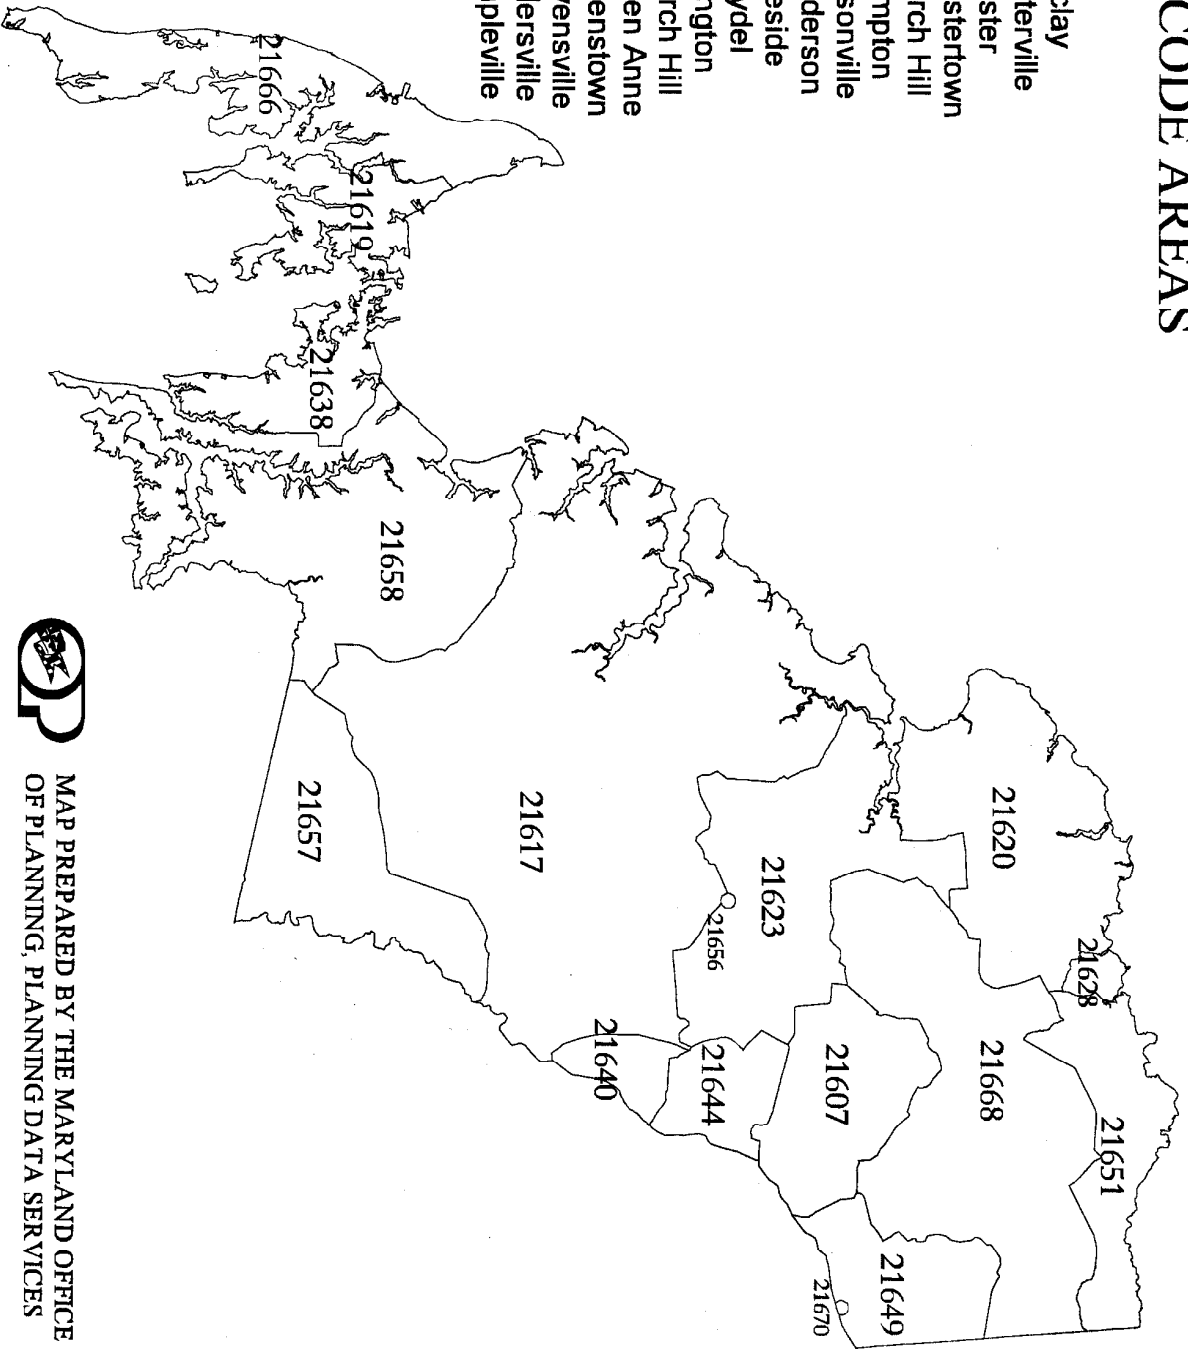 CODE AREAS
clay
terville
ster
stertown
rch Hill
mpton
sonville
derson
eside
ydel
ngton
rch Hill
en Anne
enstown
vensville
dersville
pleville
21651
21628
21620
21668
21649
21670
21607
21623
21656
21644
21640
21617
21658
21657
21638
21619
21666
MAP PREPARED BY THE MARYLAND OFFICE
OF PLANNING, PLANNING DATA SERVICES